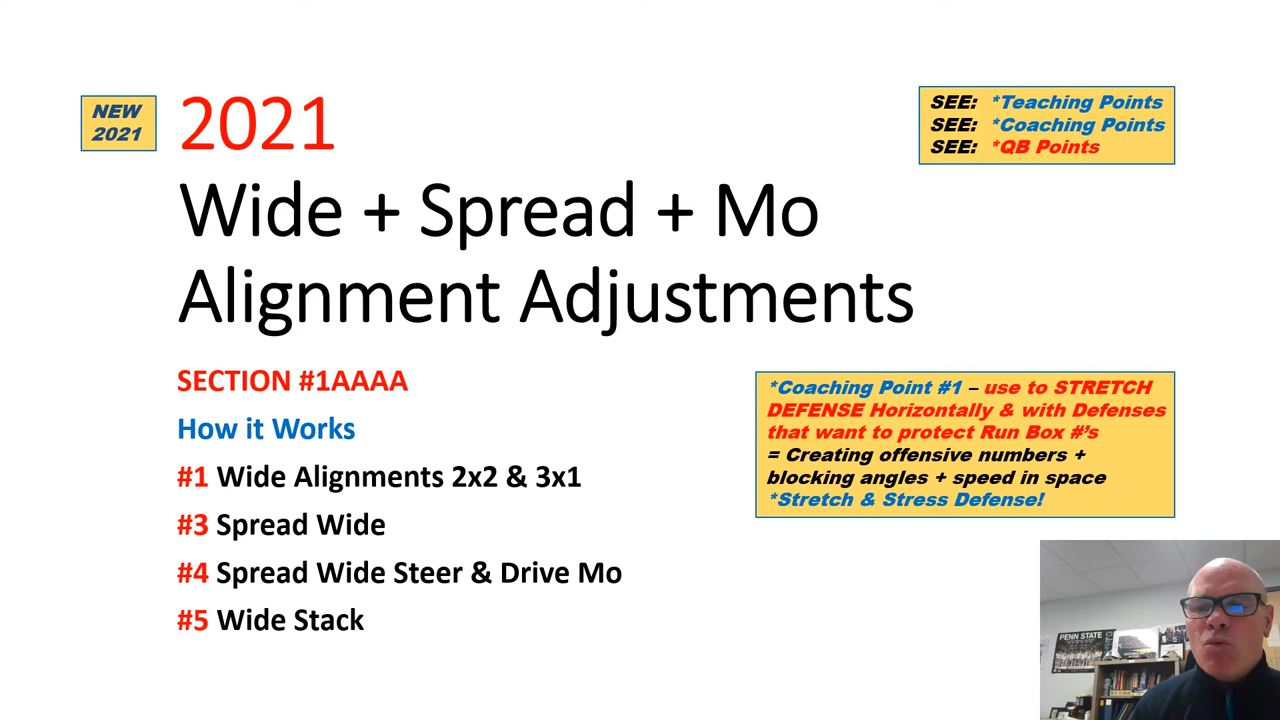 NEW
2021
2021
Wide + Spread + Mo
Alignment Adjustments
SEE: *Teaching Points
SEE: *Coaching Points
SEE: *QB Points
SECTION #1AAAA
How it Works
#1 Wide Alignments 2x2 & 3x1
#3 Spread Wide
#4 Spread Wide Steer & Drive Mo
#5 Wide Stack
*Coaching Point #1 – use to STRETCH
DEFENSE Horizontally & with Defenses
that want to protect Run Box #’s
= Creating offensive numbers +
blocking angles + speed in space
*Stretch & Stress Defense!
PENN STATE